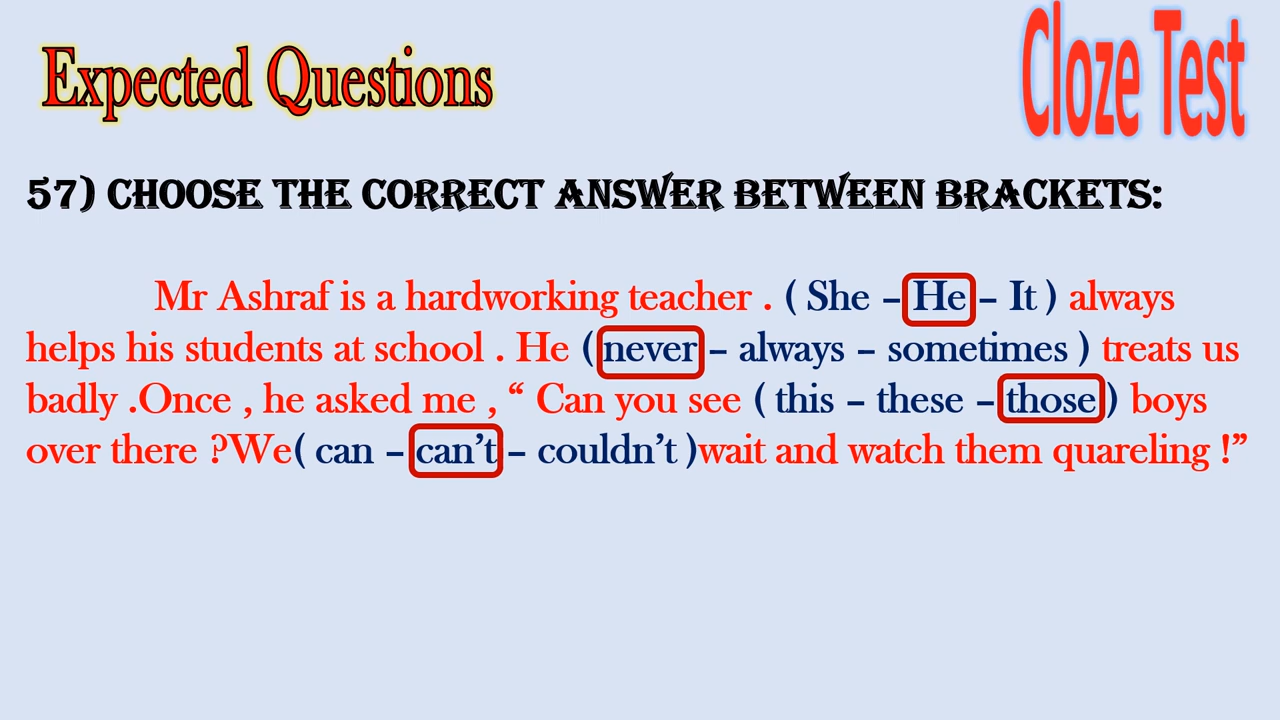 Expected Questions
Cloze Test
57) CHOOSE THE CORRECT ANSWER BETWEEN BRACKETS:
Mr Ashraf is a hardworking teacher . ( She – He – It ) always
helps his students at school . He ( never – always – sometimes ) treats us
badly .Once , he asked me , “ Can you see ( this – these – those ) boys
over there ?We( can – can’t – couldn’t )wait and watch them quareling !”